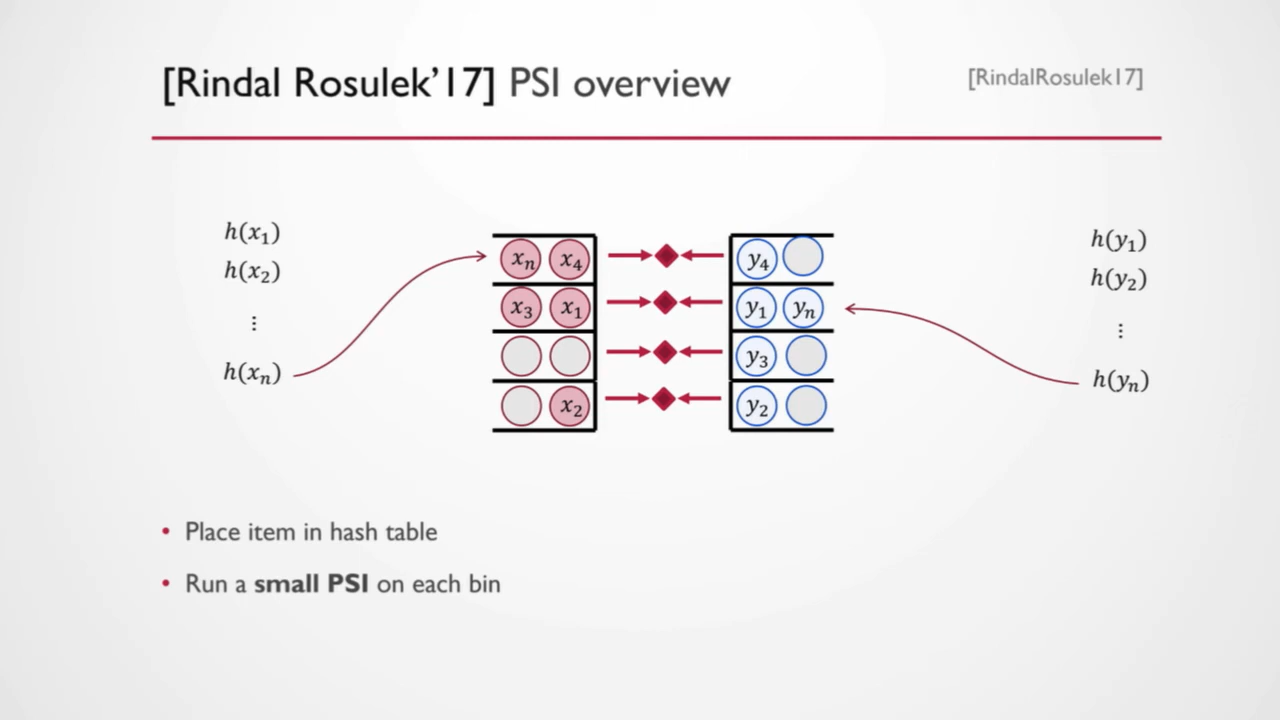 [Rindal Rosulek’17] PSI overview
[RindalRosulek17]
h(x₁)
h(x₂)
⋮
h(xₙ)
xₙ x₄
x₃ x₁
x₂
y₄
y₁ yₙ
y₃
y₂
h(y₁)
h(y₂)
⋮
h(yₙ)
• Place item in hash table
• Run a small PSI on each bin